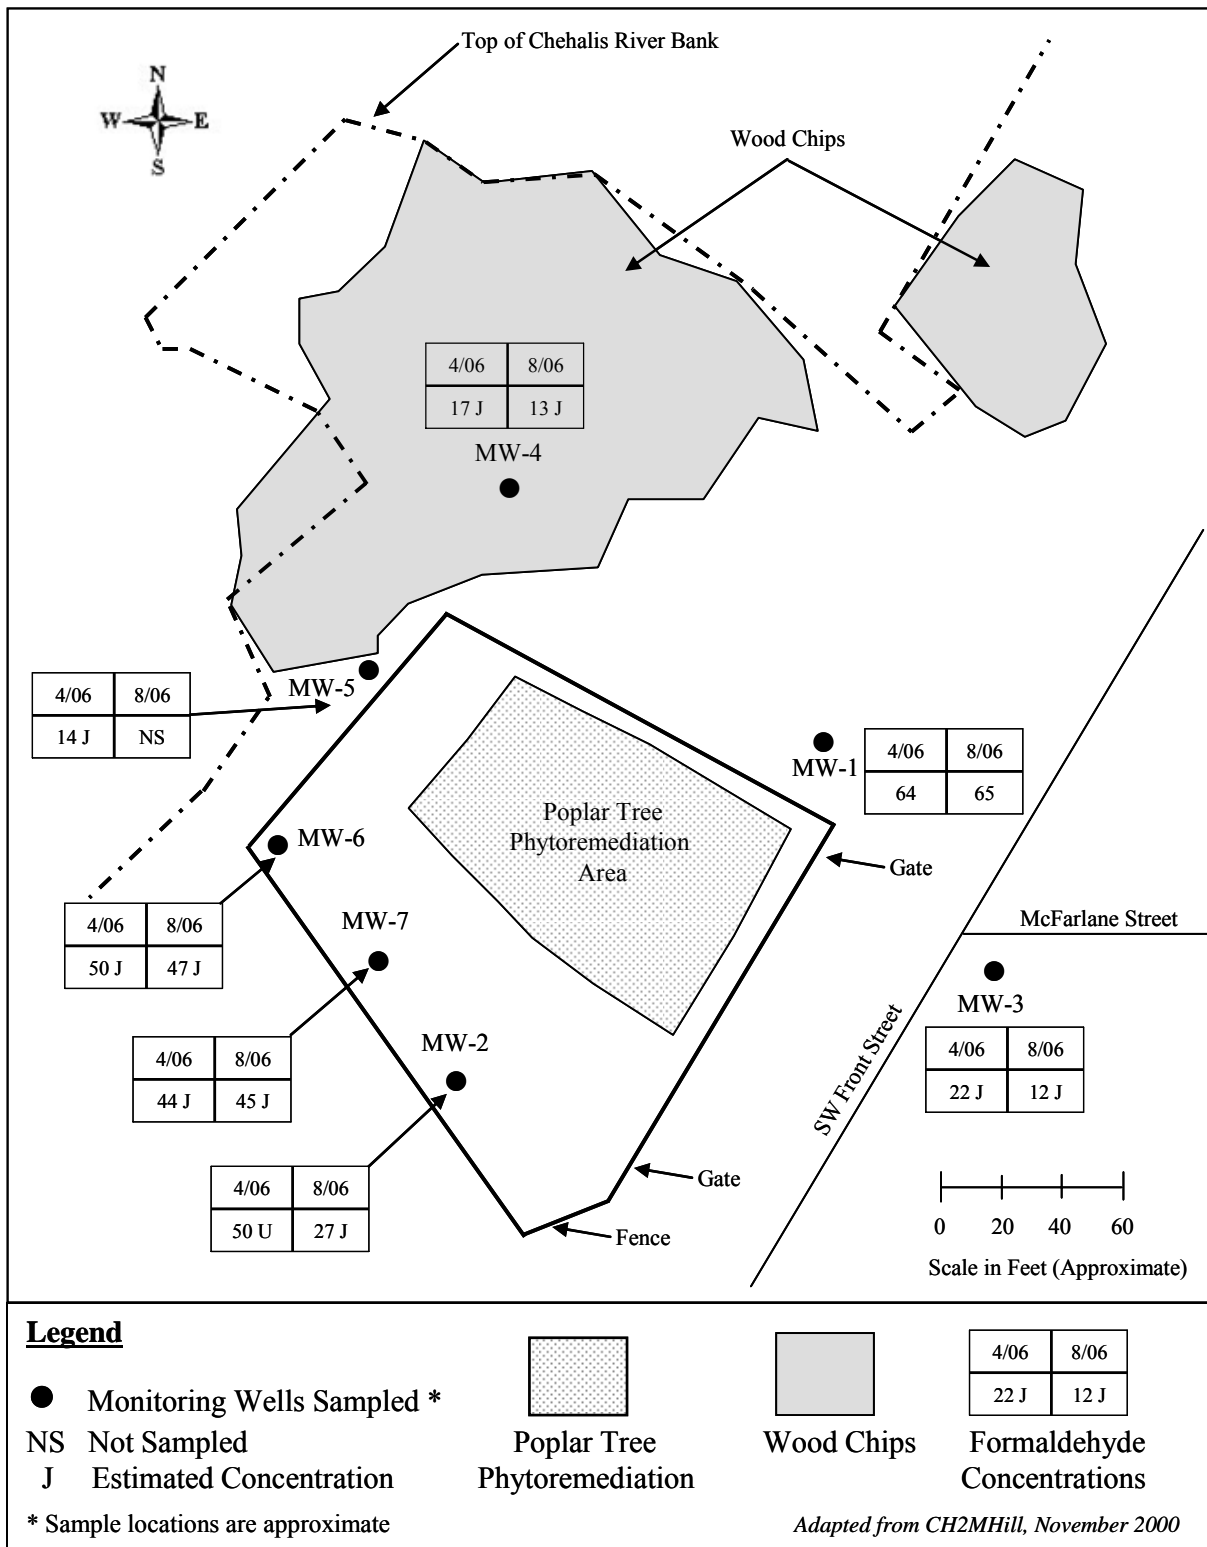 Top of Chehalis River Bank
N
W E
S
Wood Chips
4/06 8/06
17 J 13 J
MW-4
MW-5
4/06 8/06
14 J NS
MW-1
4/06 8/06
64 65
Poplar Tree
Phytoremediation
Area
MW-6
Gate
4/06 8/06
50 J 47 J
MW-7
McFarlane Street
MW-3
4/06 8/06
22 J 12 J
SW Front Street
4/06 8/06
44 J 45 J
MW-2
4/06 8/06
50 U 27 J
Gate
Fence
0 20 40 60
Scale in Feet (Approximate)
Legend
Monitoring Wells Sampled *
NS Not Sampled
J Estimated Concentration
* Sample locations are approximate
Poplar Tree
Phytoremediation
Wood Chips
4/06 8/06
22 J 12 J
Formaldehyde
Concentrations
Adapted from CH2MHill, November 2000